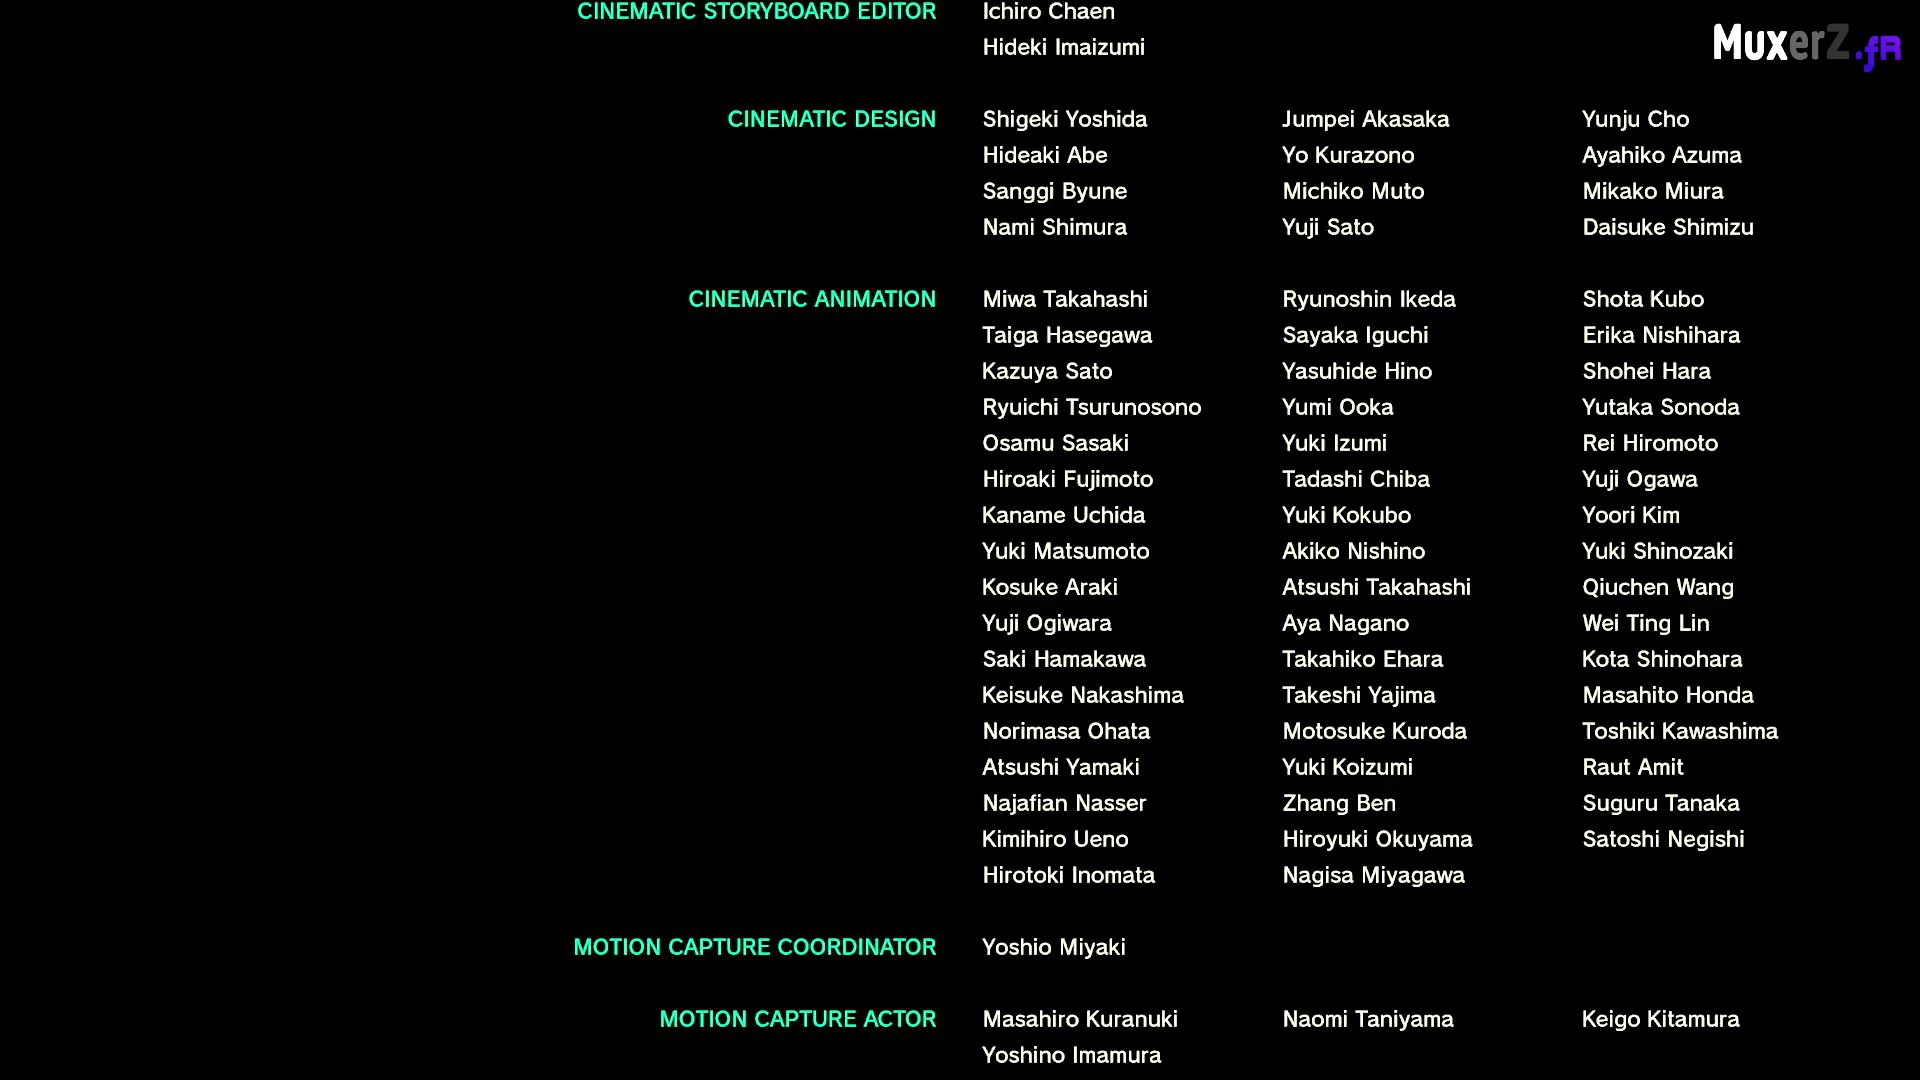 CINEMATIC STORYBOARD EDITOR Ichiro Chaen
Hideki Imaizumi
MuxerZ.fR
CINEMATIC DESIGN Shigeki Yoshida Jumpei Akasaka Yunju Cho
Hideaki Abe Yo Kurazono Ayahiko Azuma
Sanggi Byune Michiko Muto Mikako Miura
Nami Shimura Yuji Sato Daisuke Shimizu
CINEMATIC ANIMATION Miwa Takahashi Ryunoshin Ikeda Shota Kubo
Taiga Hasegawa Sayaka Iguchi Erika Nishihara
Kazuya Sato Yasuhide Hino Shohei Hara
Ryuichi Tsurunosono Yumi Ooka Yutaka Sonoda
Osamu Sasaki Yuki Izumi Rei Hiromoto
Hiroaki Fujimoto Tadashi Chiba Yuji Ogawa
Kaname Uchida Yuki Kokubo Yoori Kim
Yuki Matsumoto Akiko Nishino Yuki Shinozaki
Kosuke Araki Atsushi Takahashi Qiuchen Wang
Yuji Ogiwara Aya Nagano Wei Ting Lin
Saki Hamakawa Takahiko Ehara Kota Shinohara
Keisuke Nakashima Takeshi Yajima Masahito Honda
Norimasa Ohata Motosuke Kuroda Toshiki Kawashima
Atsushi Yamaki Yuki Koizumi Raut Amit
Najafian Nasser Zhang Ben Suguru Tanaka
Kimihiro Ueno Hiroyuki Okuyama Satoshi Negishi
Hirotoki Inomata Nagisa Miyagawa
MOTION CAPTURE COORDINATOR Yoshio Miyaki
MOTION CAPTURE ACTOR Masahiro Kuranuki Naomi Taniyama Keigo Kitamura
Yoshino Imamura